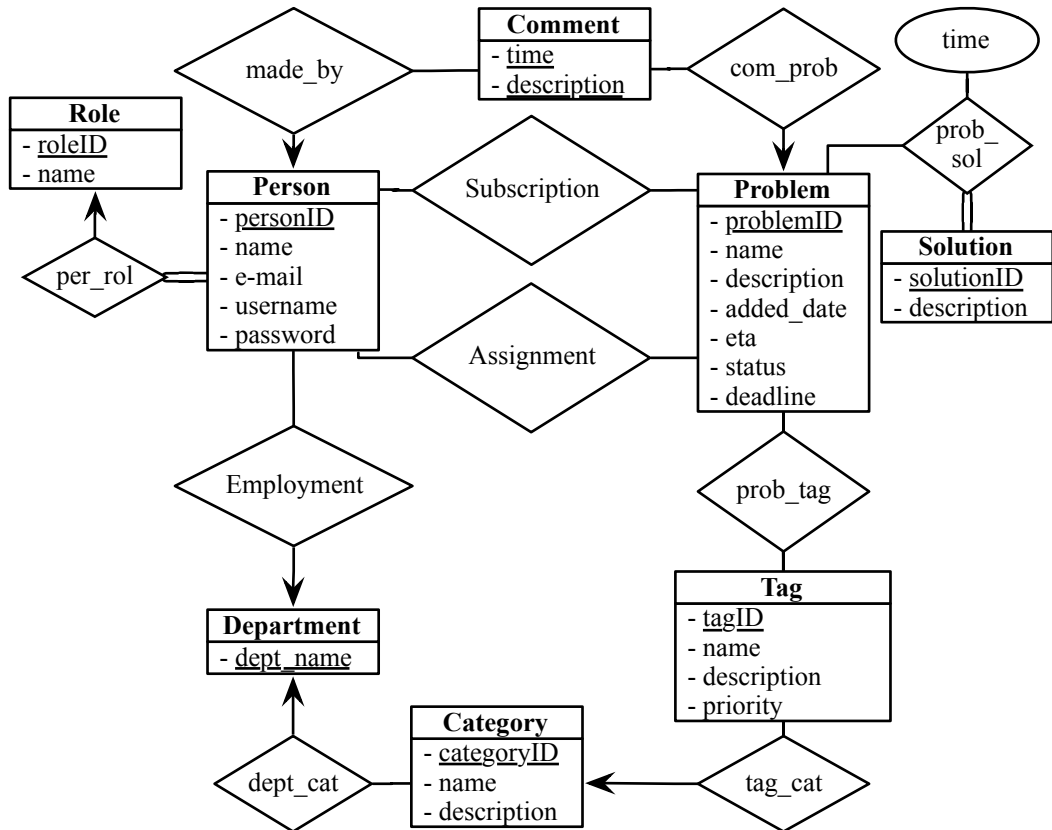 Comment
- time
- description
made_by
com_prob
time
prob_
sol
Role
- roleID
- name
per_rol
Person
- personID
- name
- e-mail
- username
- password
Subscription
Assignment
Problem
- problemID
- name
- description
- added_date
- eta
- status
- deadline
Solution
- solutionID
- description
Employment
prob_tag
Department
- dept_name
Tag
- tagID
- name
- description
- priority
dept_cat
Category
- categoryID
- name
- description
tag_cat